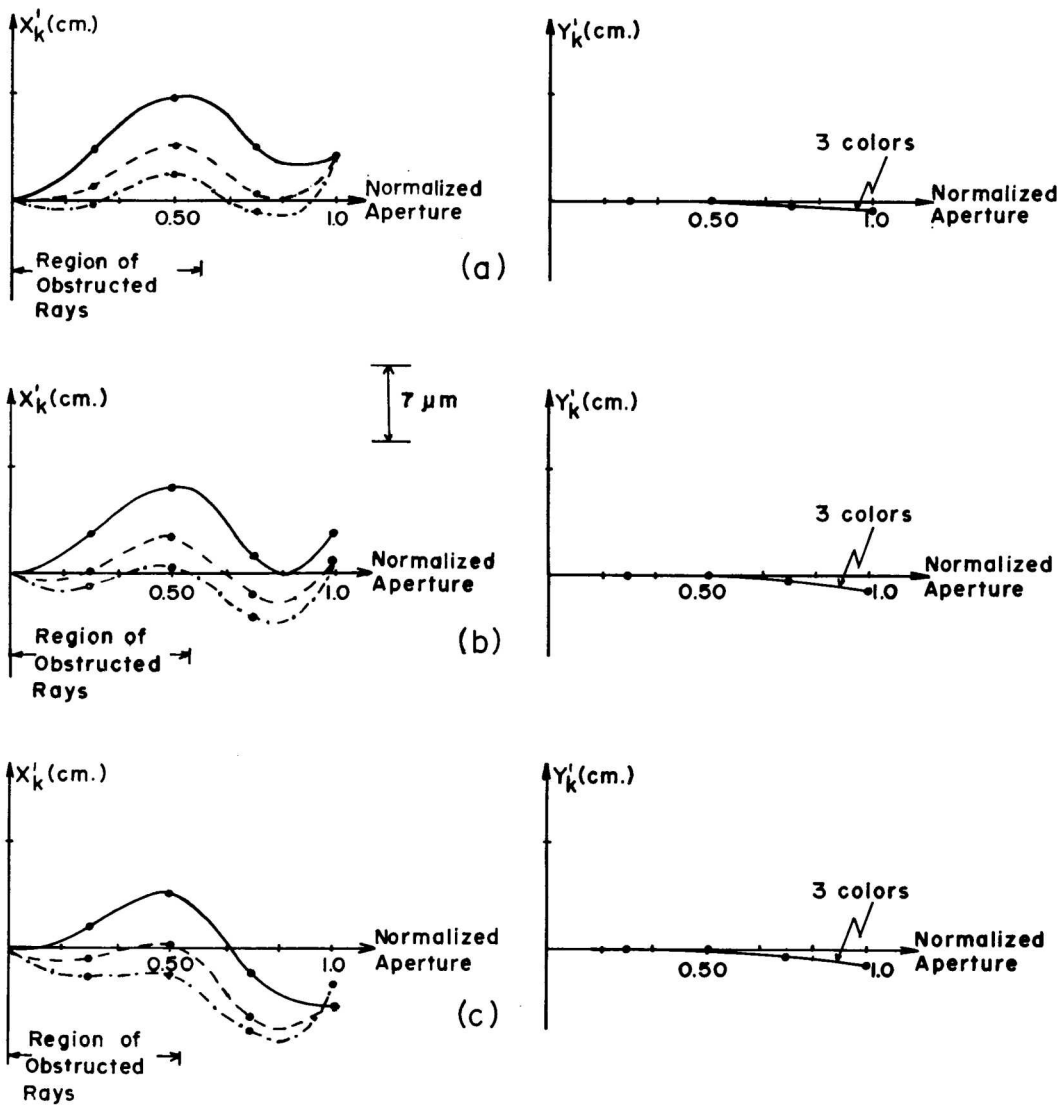 X'k (cm.)
Normalized
Aperture
0.50
1.0
Region of
Obstructed
Rays
(a)
Y'k (cm.)
3 colors
Normalized
Aperture
0.50
1.0
7 μm
X'k (cm.)
Normalized
Aperture
0.50
1.0
Region of
Obstructed
Rays
(b)
Y'k (cm.)
3 colors
Normalized
Aperture
0.50
1.0
X'k (cm.)
Normalized
Aperture
0.50
1.0
Region of
Obstructed
Rays
(c)
Y'k (cm.)
3 colors
Normalized
Aperture
0.50
1.0